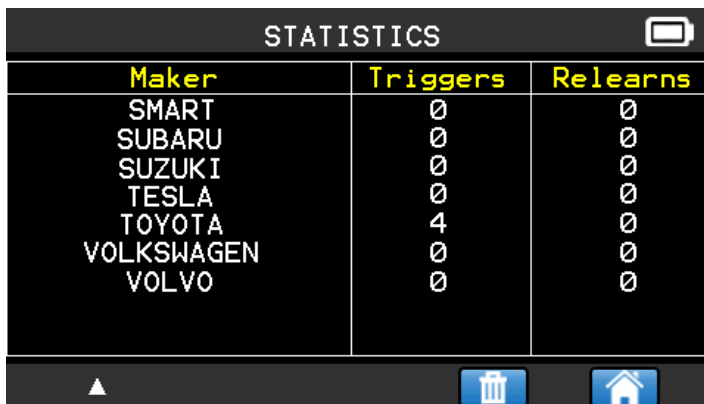 STATISTICS
Maker Triggers Relearns
SMART 0 0
SUBARU 0 0
SUZUKI 0 0
TESLA 0 0
TOYOTA 4 0
VOLKSWAGEN 0 0
VOLVO 0 0